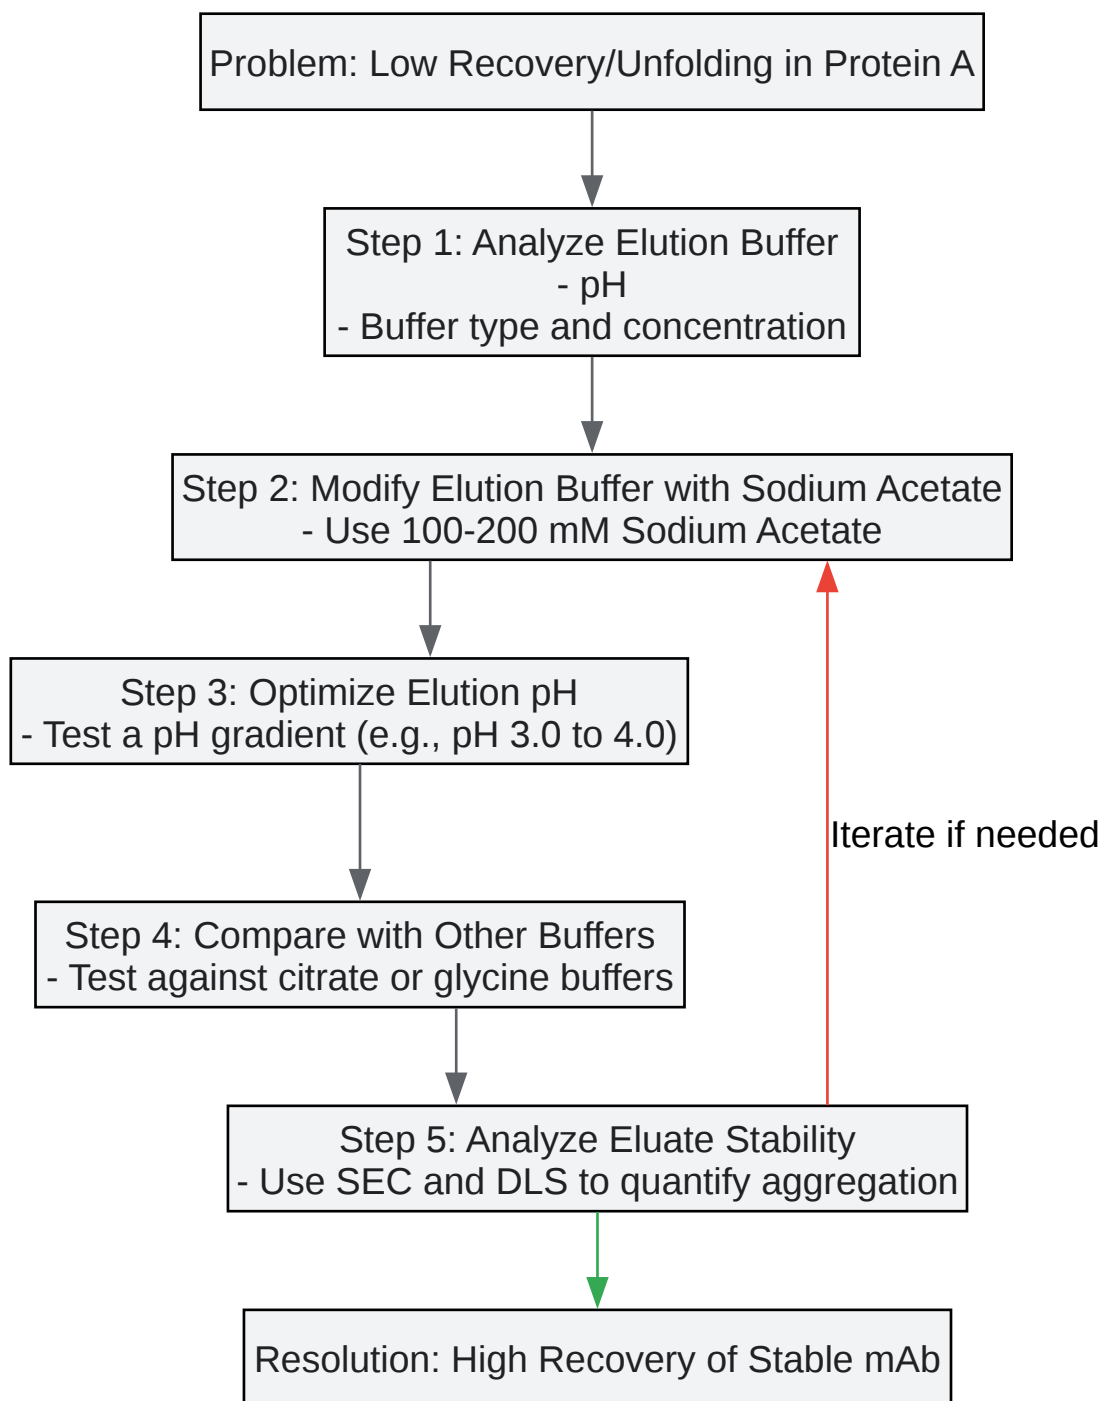 Problem: Low Recovery/Unfolding in Protein A
Step 1: Analyze Elution Buffer
- pH
- Buffer type and concentration
Step 2: Modify Elution Buffer with Sodium Acetate
- Use 100-200 mM Sodium Acetate
Step 3: Optimize Elution pH
- Test a pH gradient (e.g., pH 3.0 to 4.0)
Iterate if needed
Step 4: Compare with Other Buffers
- Test against citrate or glycine buffers
Step 5: Analyze Eluate Stability
- Use SEC and DLS to quantify aggregation
Resolution: High Recovery of Stable mAb